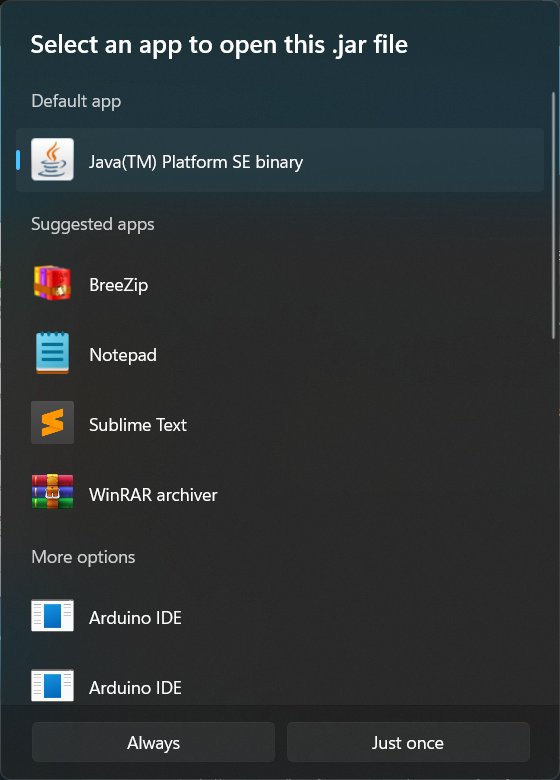 Select an app to open this .jar file
Default app
Java(TM) Platform SE binary
Suggested apps
BreeZip
Notepad
Sublime Text
WinRAR archiver
More options
Arduino IDE
Arduino IDE
Always
Just once